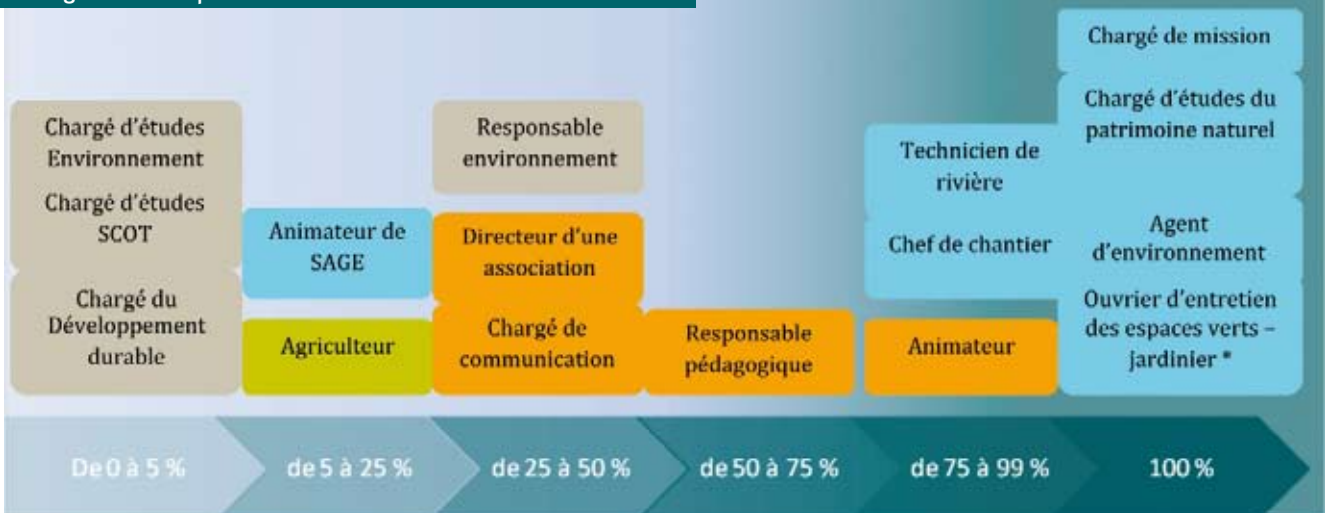 Chargé d'études
Environnement
Chargé d'études
SCOT
Chargé du
Développement
durable
Animateur de
SAGE
Agriculteur
Responsable
environnement
Directeur d'une
association
Chargé de
communication
Responsable
pédagogique
Technicien de
rivière
Chef de chantier
Animateur
Chargé de mission
Chargé d'études du
patrimoine naturel
Agent
d'environnement
Ouvrier d'entretien
des espaces verts –
jardinier *
De 0 à 5 %
de 5 à 25 %
de 25 à 50 %
de 50 à 75 %
de 75 à 99 %
100 %